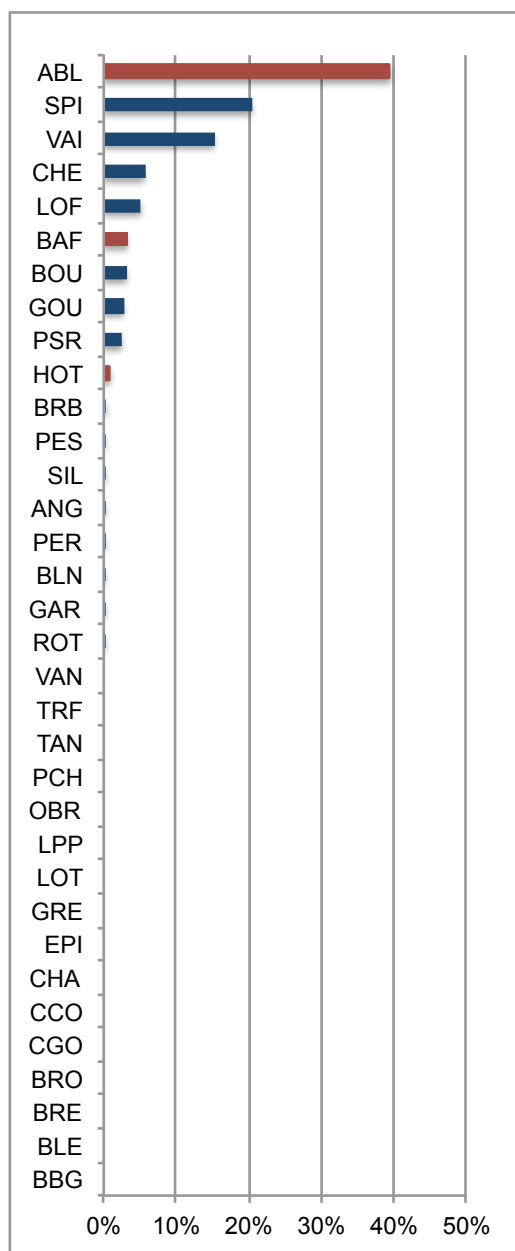 ABL
SPI
VAI
CHE
LOF
BAF
BOU
GOU
PSR
HOT
BRB
PES
SIL
ANG
PER
BLN
GAR
ROT
VAN
TRF
TAN
PCH
OBR
LPP
LOT
GRE
EPI
CHA
CCO
CGO
BRO
BRE
BLE
BBG
0% 10% 20% 30% 40% 50%